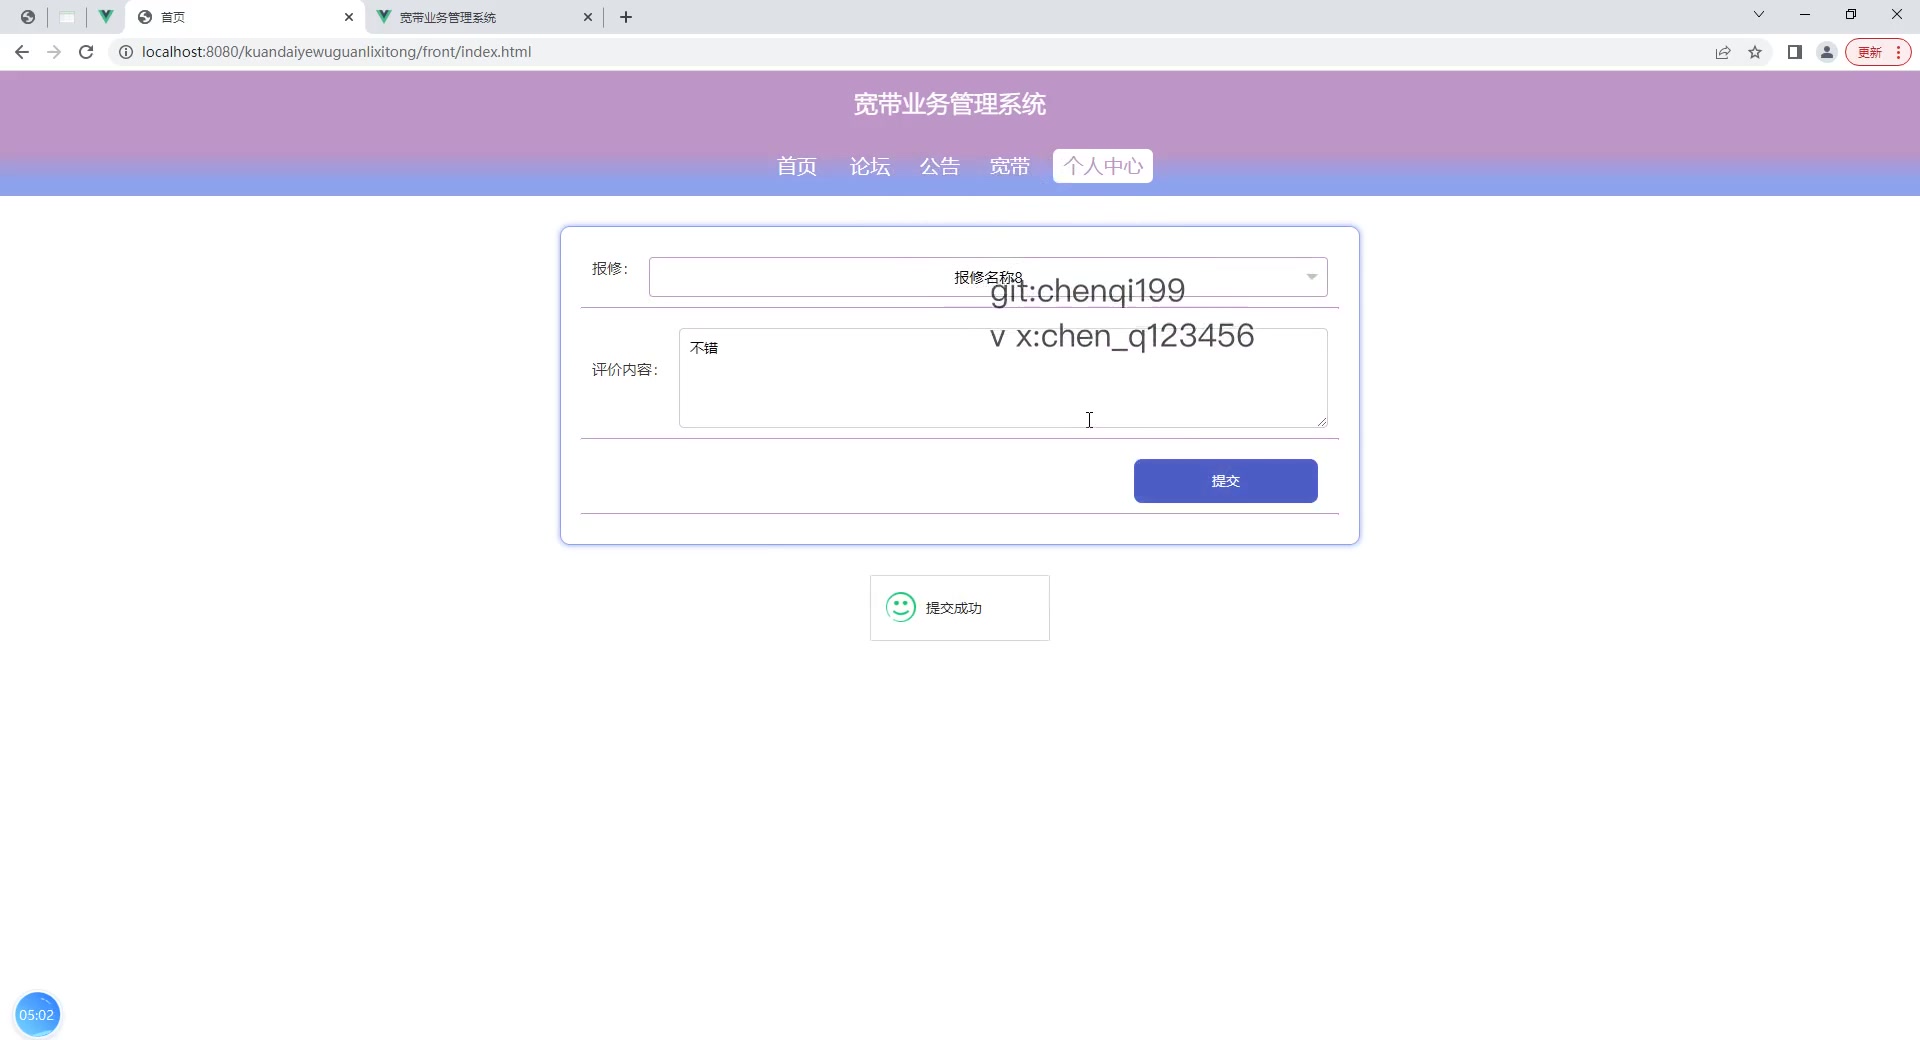 首页
宽带业务管理系统
localhost:8080/kuandaiyewuguanlixitong/front/index.html
更新
宽带业务管理系统
首页
论坛
公告
宽带
个人中心
报修：
报修名称8
git:chenqi199
v x:chen_q123456
评价内容：
不错
提交
提交成功
05:02